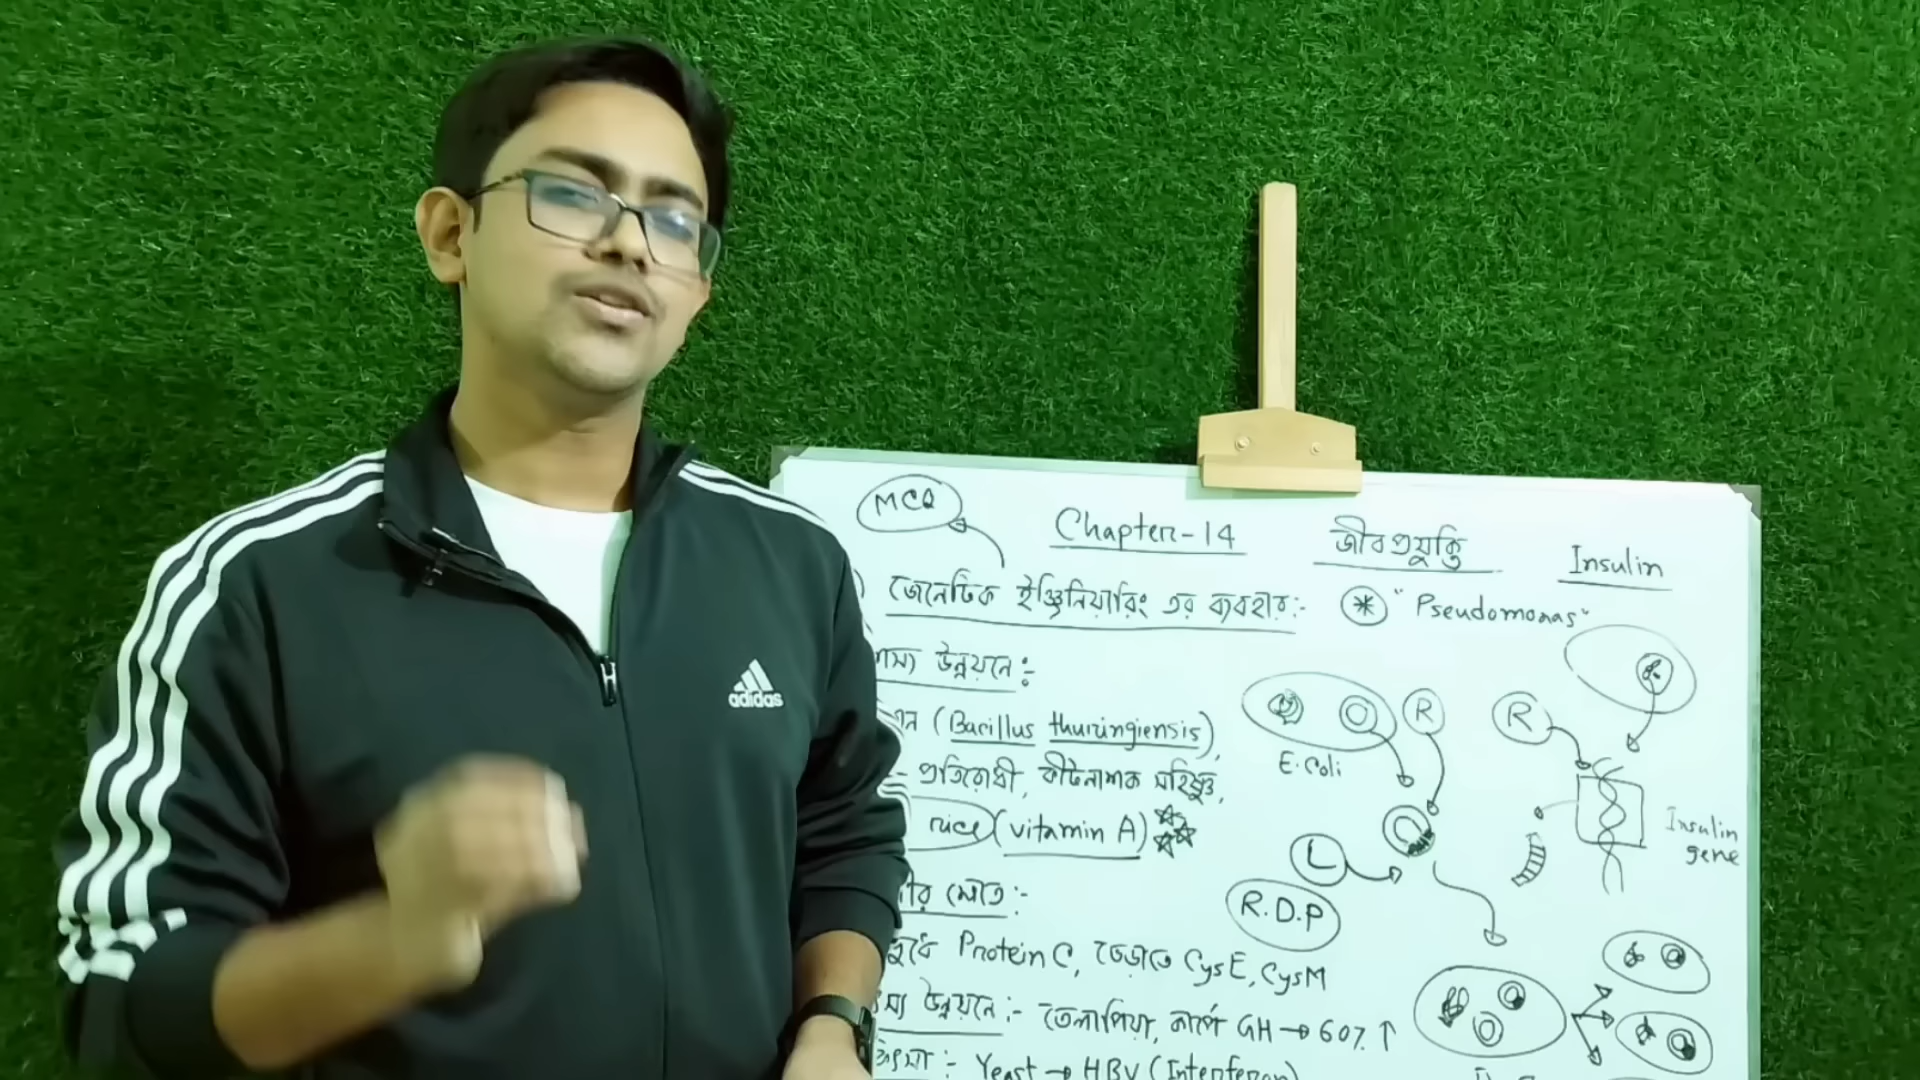 MCQ
Chapter-14 জীবপ্রযুক্তি Insulin
জেনেটিক ইঞ্জিনিয়ারিং এর ব্যবহার:- * "Pseudomonas"
উন্নয়নে:
(Bacillus thuringiensis),
প্রতিরোধী, কীটনাশক সহিষ্ণু,
rice (vitamin A)
Protein C, ভেড়াতে CysE, CysM
উন্নয়নে:- তেলাপিয়া, কার্প GH → 60% ↑
Yeast → HBV (Interferon)
E. Coli
R
R
L
R.D.P
Insulin
gene
adidas